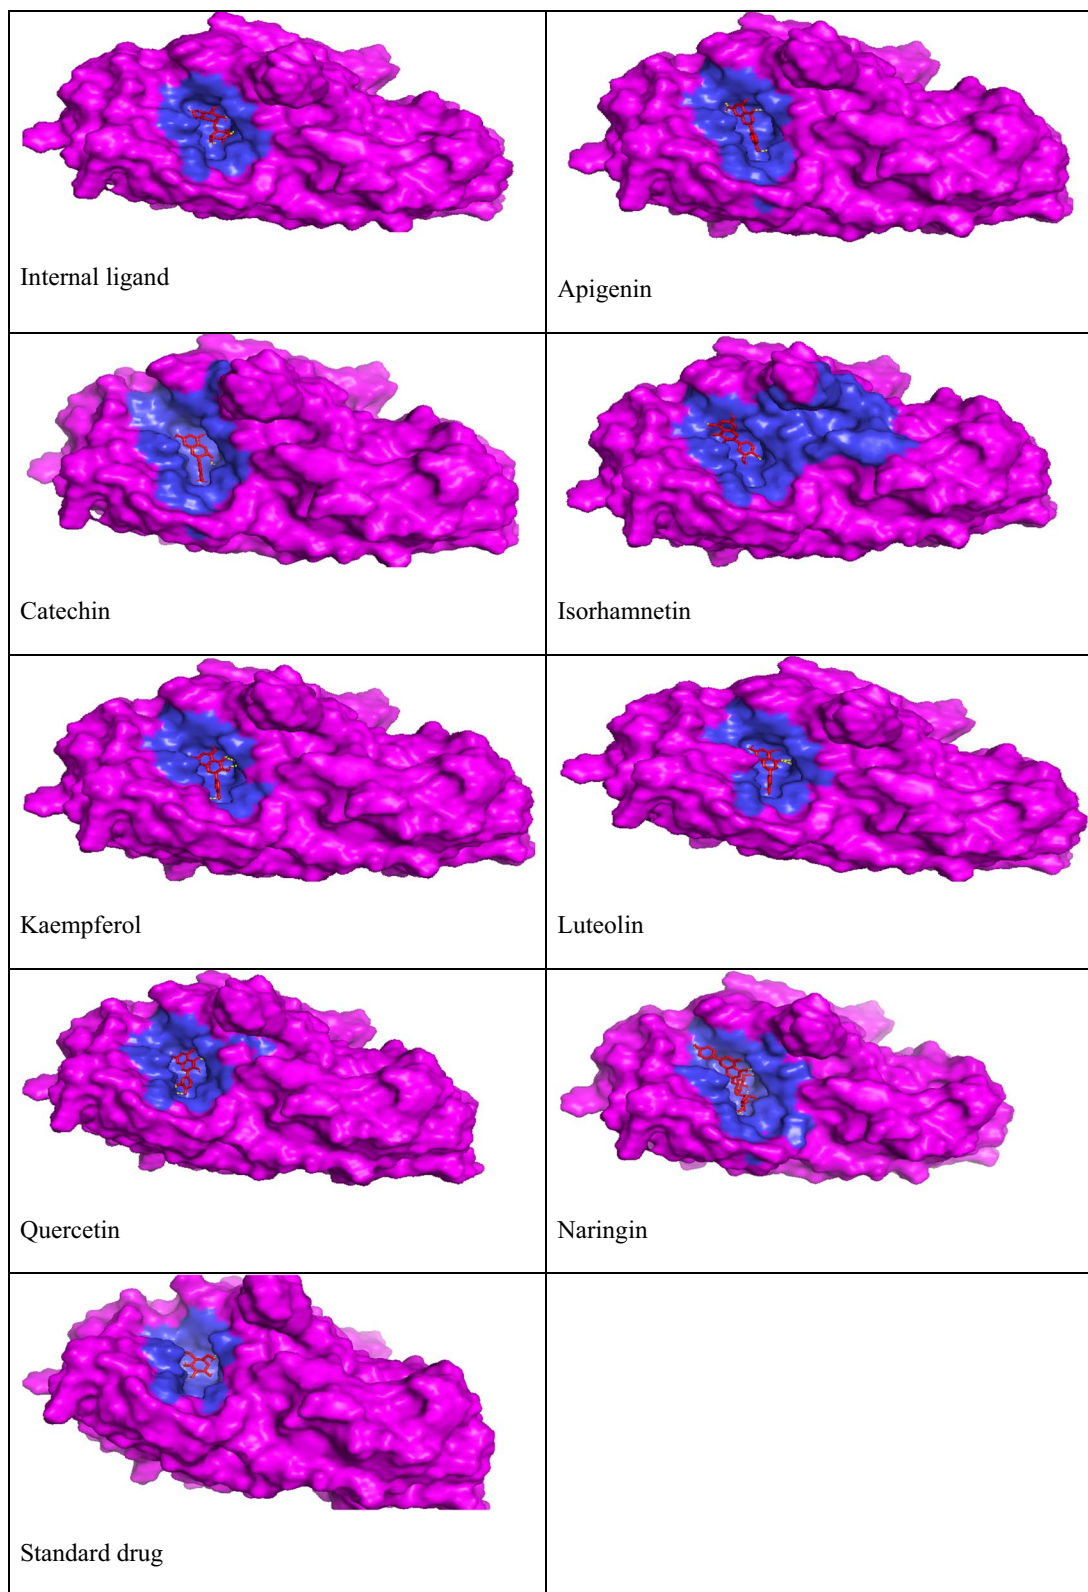 Internal ligand
Apigenin
Catechin
Isorhamnetin
Kaempferol
Luteolin
Quercetin
Naringin
Standard drug